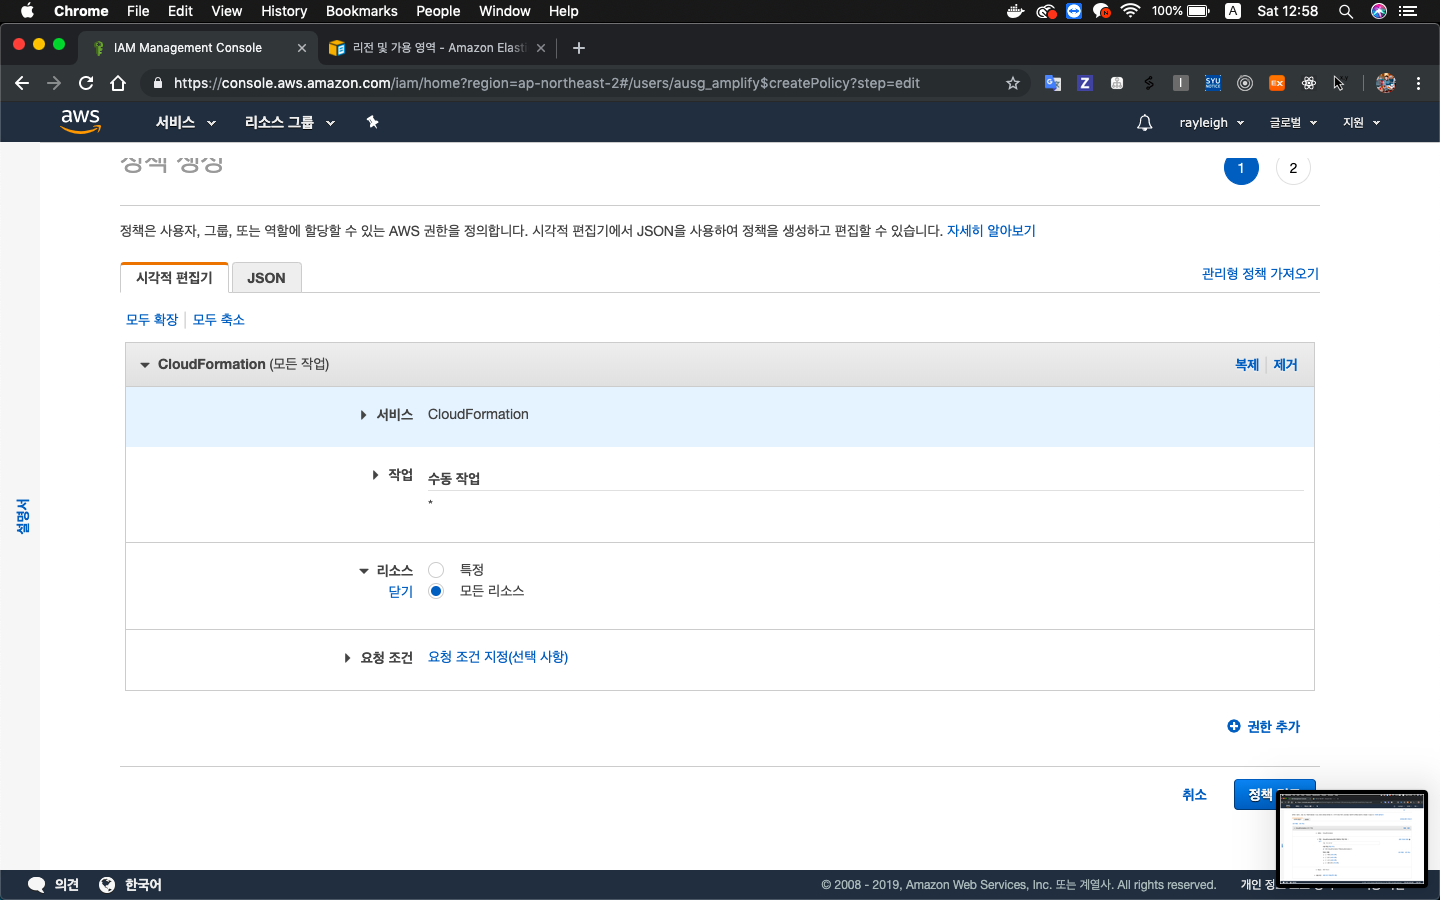 Chrome File Edit View History Bookmarks People Window Help 100% A Sat 12:58
IAM Management Console
리전 및 가용 영역 - Amazon Elasti
https://console.aws.amazon.com/iam/home?region=ap-northeast-2#/users/ausg_amplify$createPolicy?step=edit
aws 서비스 리소스 그룹 rayleigh 글로벌 지원
정책 생성
1 2
정책은 사용자, 그룹, 또는 역할에 할당할 수 있는 AWS 권한을 정의합니다. 시각적 편집기에서 JSON을 사용하여 정책을 생성하고 편집할 수 있습니다. 자세히 알아보기
시각적 편집기 JSON 관리형 정책 가져오기
모두 확장 모두 축소
CloudFormation (모든 작업) 복제 제거
서비스 CloudFormation
작업 수동 작업
*
설명서
리소스 특정
닫기 모든 리소스
요청 조건 요청 조건 지정(선택 사항)
권한 추가
취소 정책
의견 한국어 © 2008 - 2019, Amazon Web Services, Inc. 또는 계열사. All rights reserved. 개인